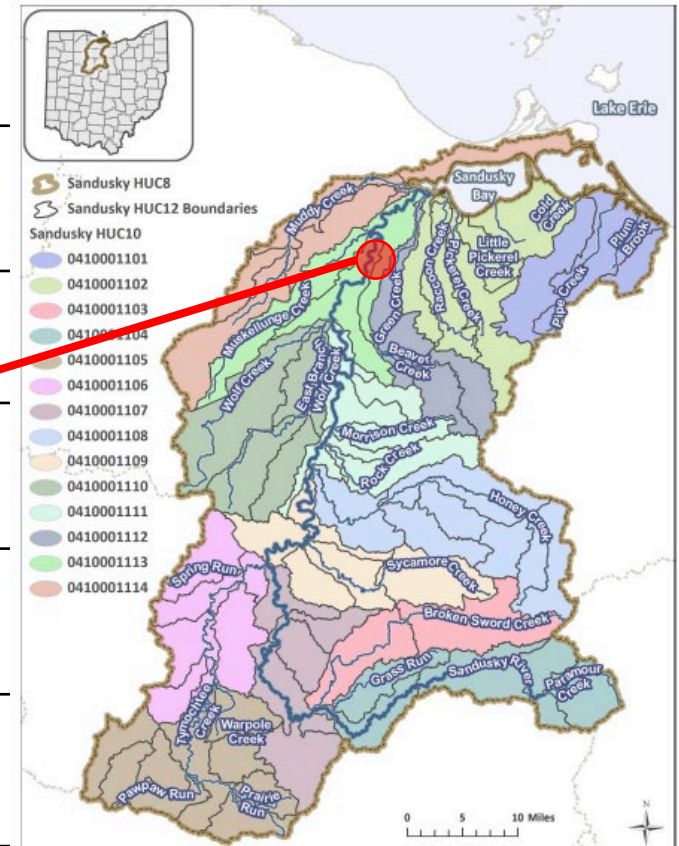 Lake Erie
Sandusky HUC8
Sandusky HUC12 Boundaries
Sandusky HUC10
0410001101
0410001102
0410001103
0410001104
0410001105
0410001106
0410001107
0410001108
0410001109
0410001110
0410001111
0410001112
0410001113
0410001114
Sandusky
Bay
Muddy Creek
Cold
Creek
Plum
Brook
Little
Pickerel
Creek
Raccoon Creek
Pickerel Creek
Pipe Creek
Green Creek
Muskellunge Creek
Beaver
Creek
Wolf Creek
East Branch
Wolf Creek
Morrison Creek
Rock Creek
Honey Creek
Spring Run
Sycamore Creek
Broken Sword Creek
Grass Run
Sandusky River
Paramour
Creek
Tymochtee
Creek
Warpole
Creek
Pawpaw Run
Prairie
Run
0 5 10 Miles
N